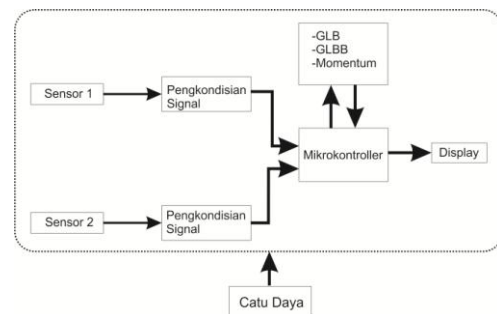 -GLB
-GLBB
-Momentum
Sensor 1
Pengkondisian
Signal
Mikrokontroller
Display
Sensor 2
Pengkondisian
Signal
Catu Daya